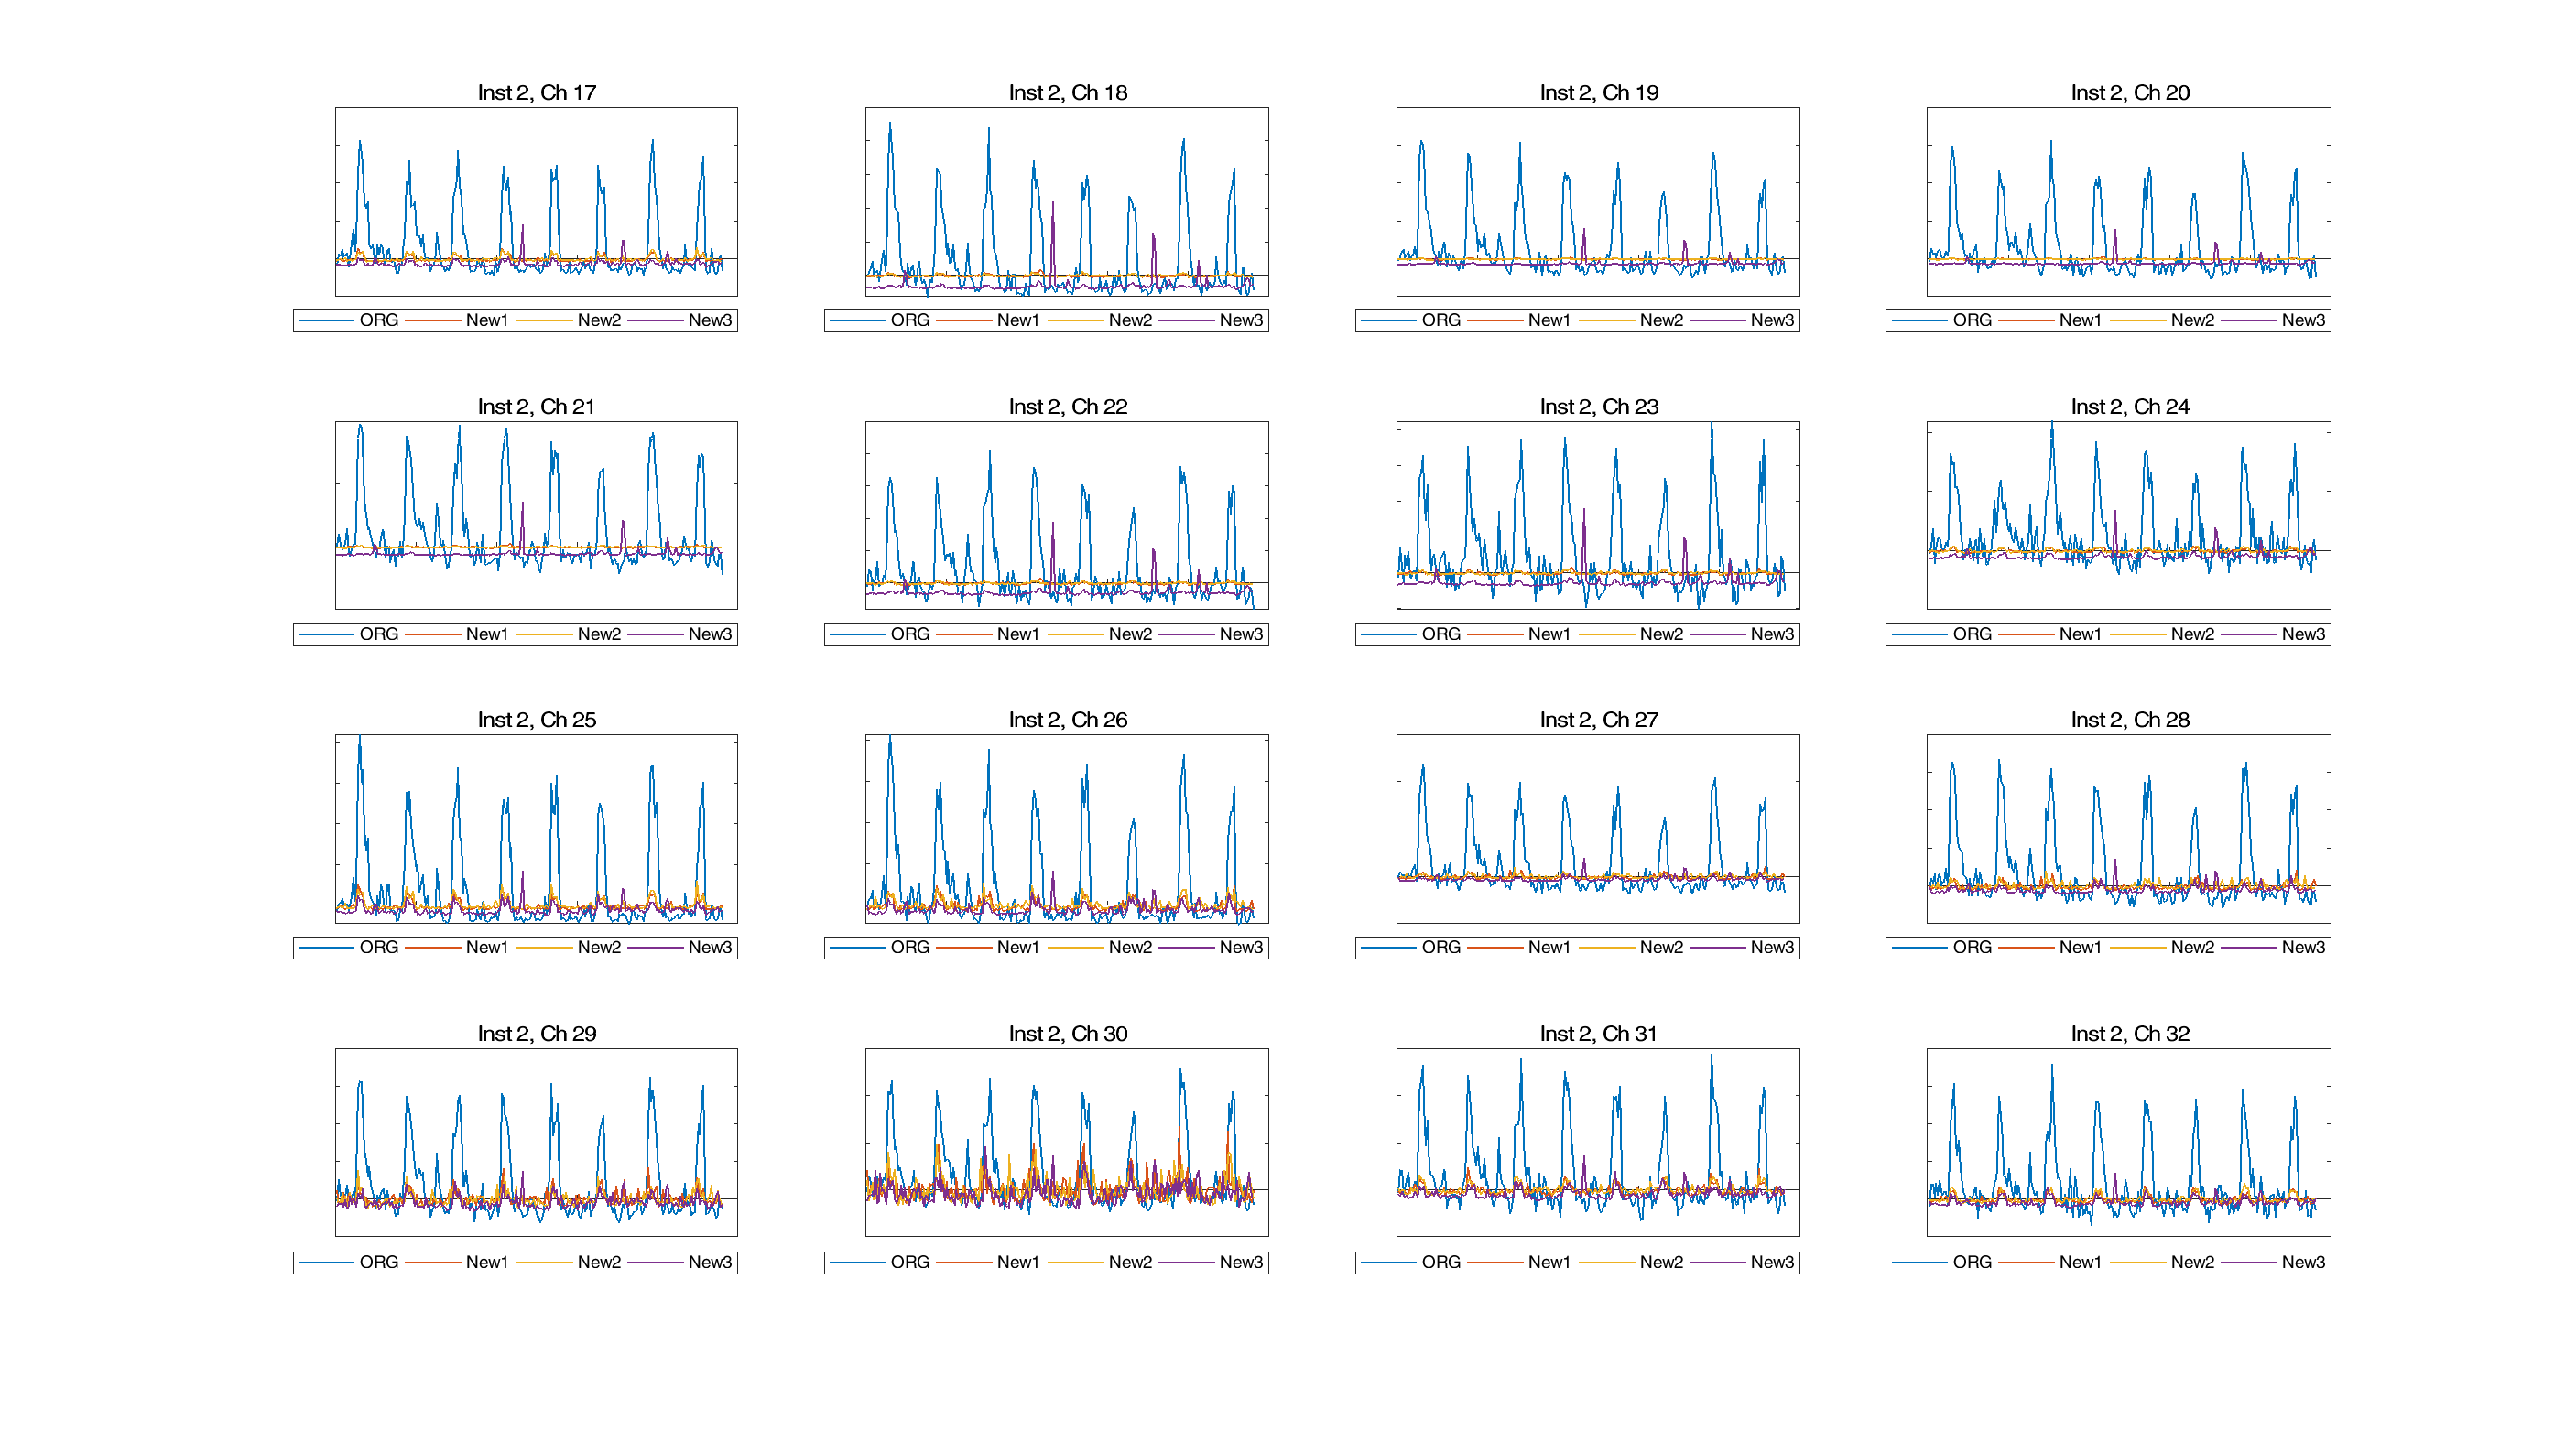 Inst 2, Ch 17 Inst 2, Ch 18 Inst 2, Ch 19 Inst 2, Ch 20
ORG New1 New2 New3 ORG New1 New2 New3 ORG New1 New2 New3 ORG New1 New2 New3
Inst 2, Ch 21 Inst 2, Ch 22 Inst 2, Ch 23 Inst 2, Ch 24
ORG New1 New2 New3 ORG New1 New2 New3 ORG New1 New2 New3 ORG New1 New2 New3
Inst 2, Ch 25 Inst 2, Ch 26 Inst 2, Ch 27 Inst 2, Ch 28
ORG New1 New2 New3 ORG New1 New2 New3 ORG New1 New2 New3 ORG New1 New2 New3
Inst 2, Ch 29 Inst 2, Ch 30 Inst 2, Ch 31 Inst 2, Ch 32
ORG New1 New2 New3 ORG New1 New2 New3 ORG New1 New2 New3 ORG New1 New2 New3